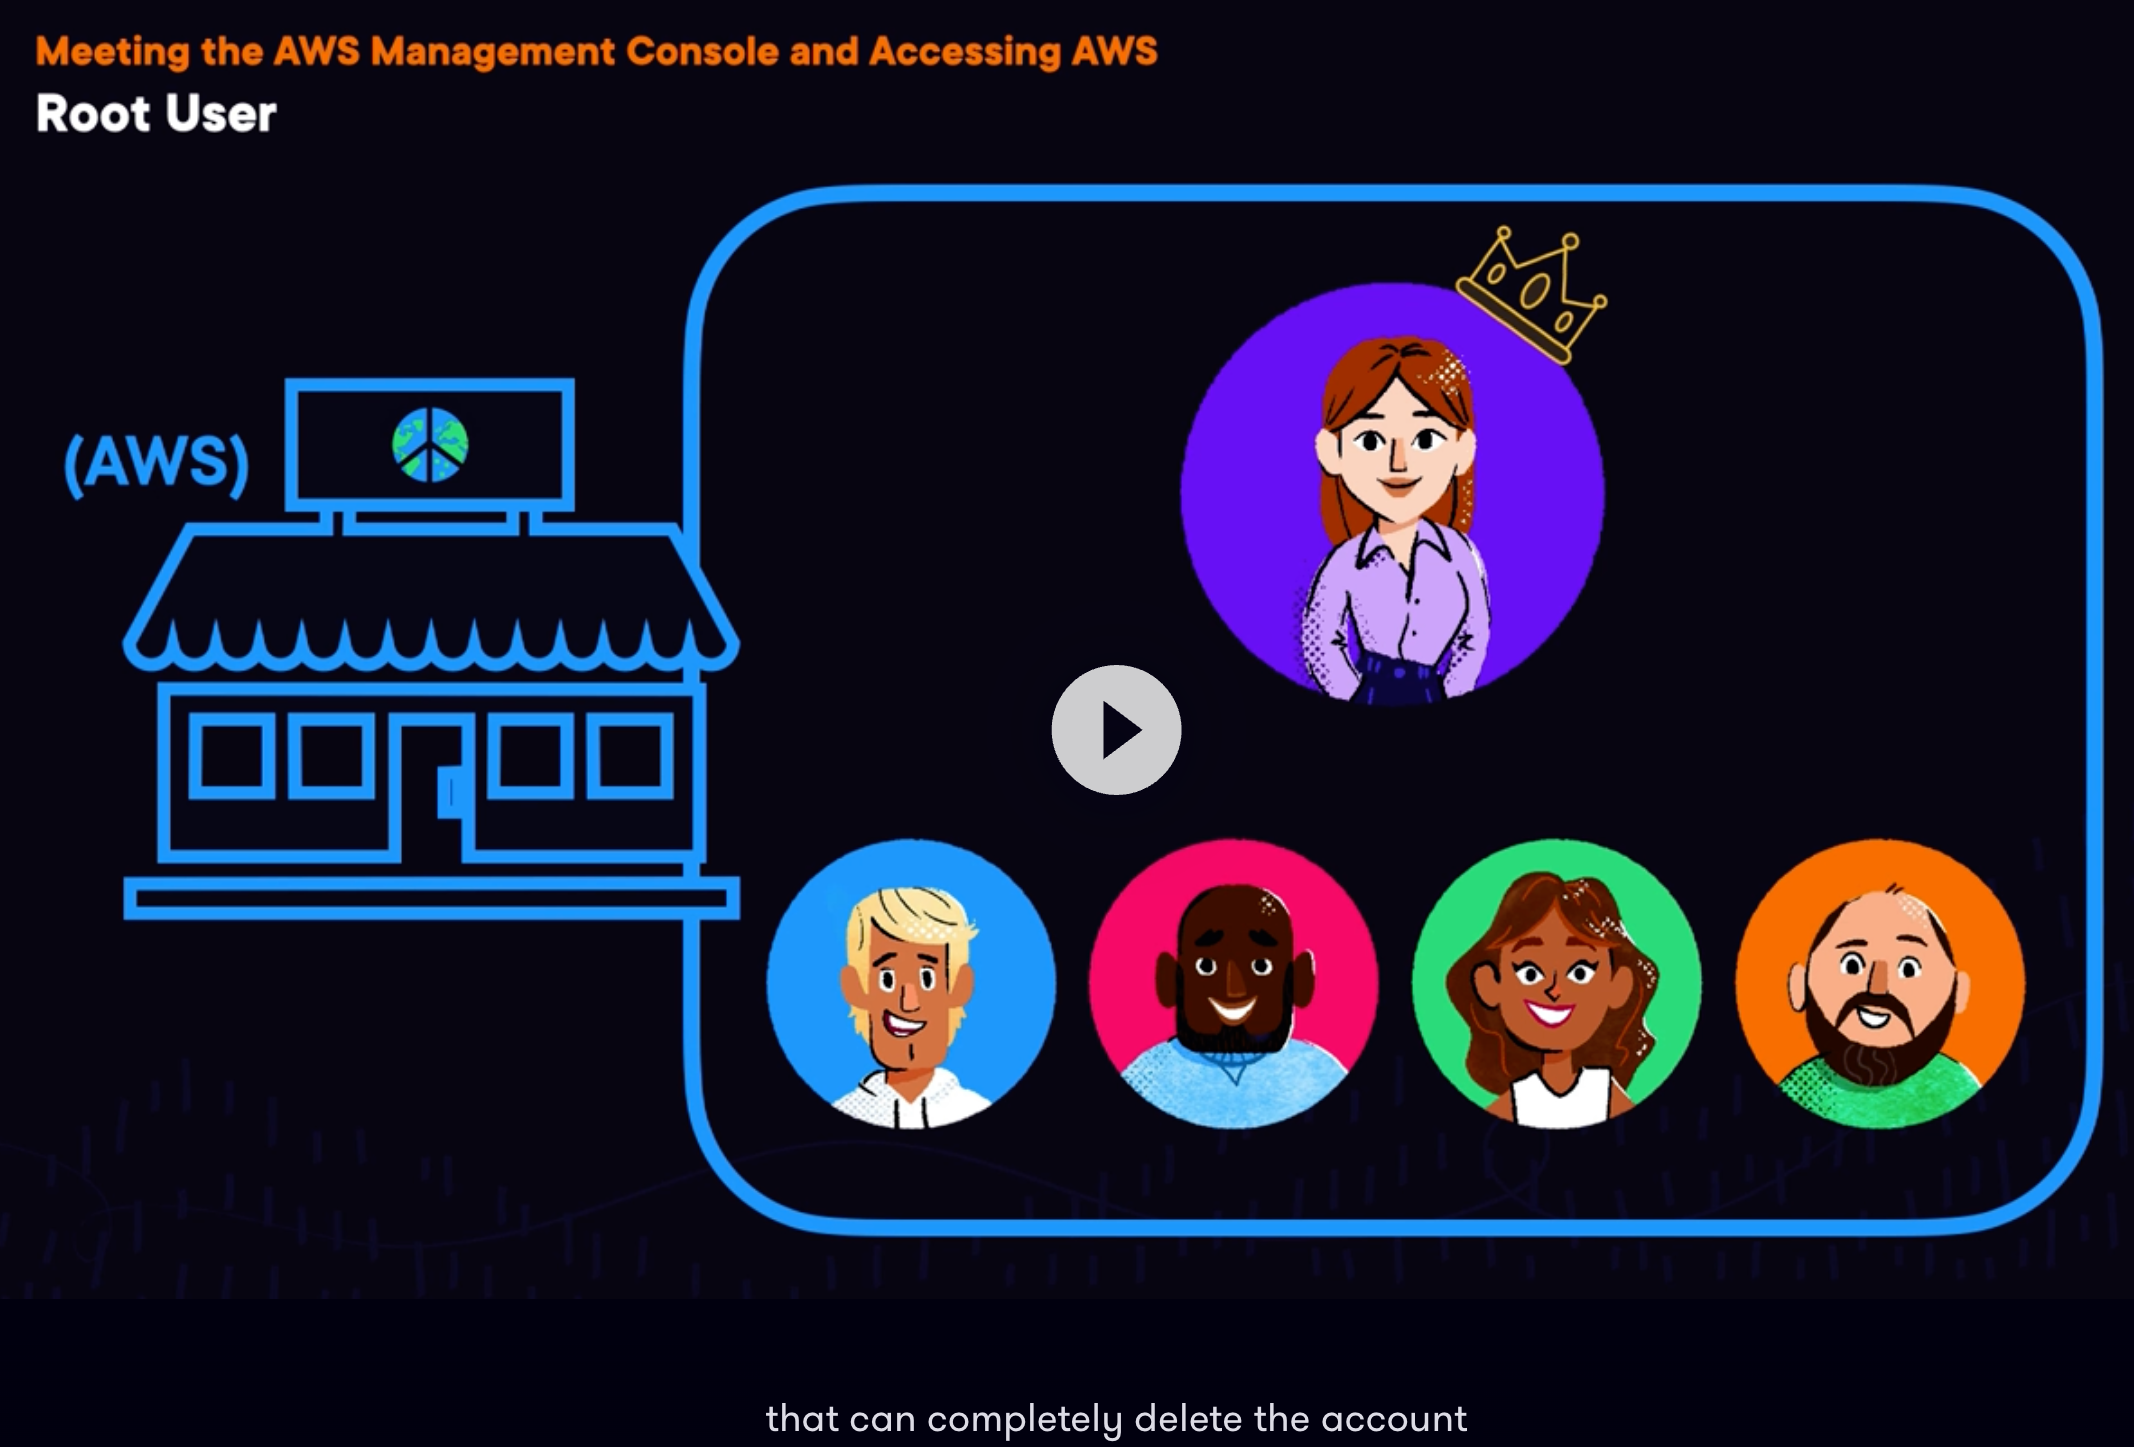 Meeting the AWS Management Console and Accessing AWS
Root User
(AWS)
that can completely delete the account